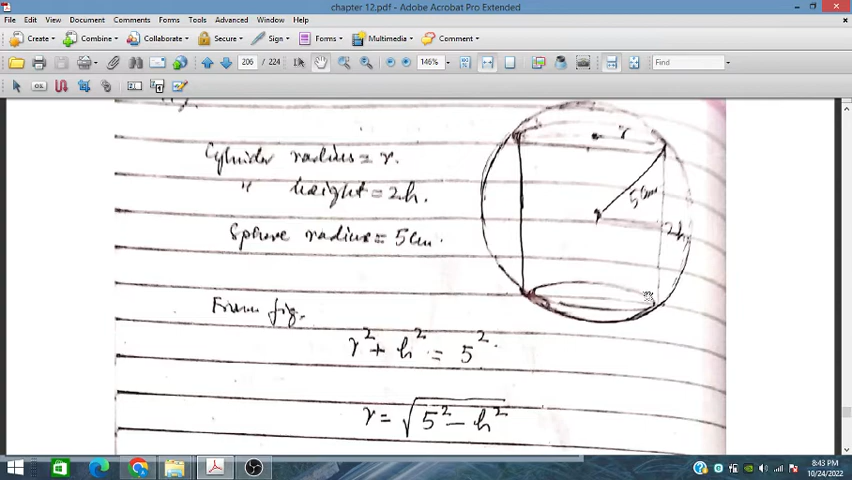 chapter 12.pdf - Adobe Acrobat Pro Extended
File Edit View Document Comments Forms Tools Advanced Window Help
Create Combine Collaborate Secure Sign Forms Multimedia Comment
206 / 224 146% Find
Cylinder radius = r.
" height = 2h.
Sphere radius = 5cm.
r
5cm
2h
From fig.
r² + h² = 5².
r = √(5² − h²)
8:43 PM
10/24/2022